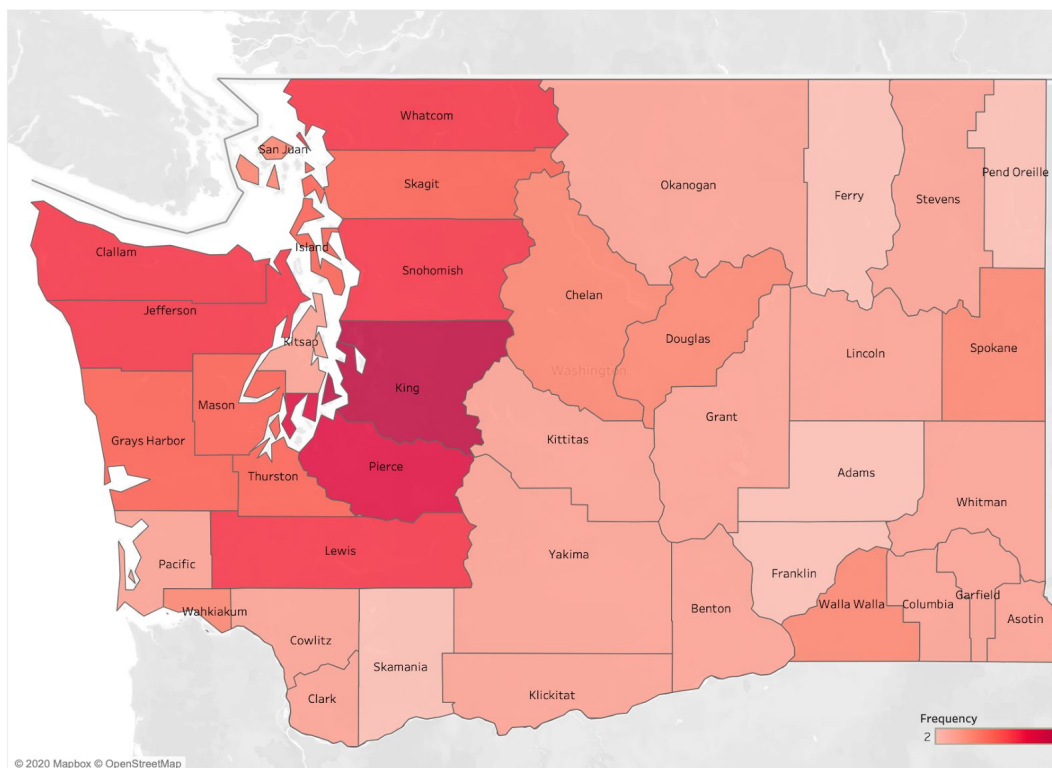 Whatcom
San Juan
Skagit
Okanogan
Ferry
Stevens
Pend Oreille
Clallam
Island
Snohomish
Chelan
Jefferson
Kitsap
Douglas
Lincoln
Spokane
Washington
King
Mason
Grant
Grays Harbor
Kittitas
Pierce
Thurston
Adams
Whitman
Lewis
Yakima
Pacific
Franklin
Wahkiakum
Benton
Walla Walla
Columbia
Garfield
Asotin
Cowlitz
Skamania
Clark
Klickitat
Frequency
2
© 2020 Mapbox © OpenStreetMap